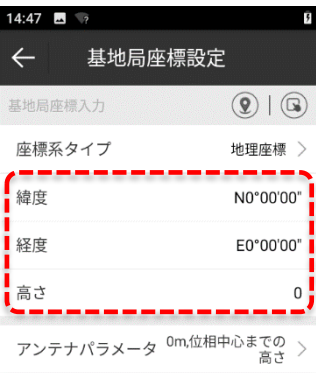 14:47
基地局座標設定
基地局座標入力
座標系タイプ 地理座標
緯度 N0°00'00"
経度 E0°00'00"
高さ 0
アンテナパラメータ 0m,位相中心までの
高さ